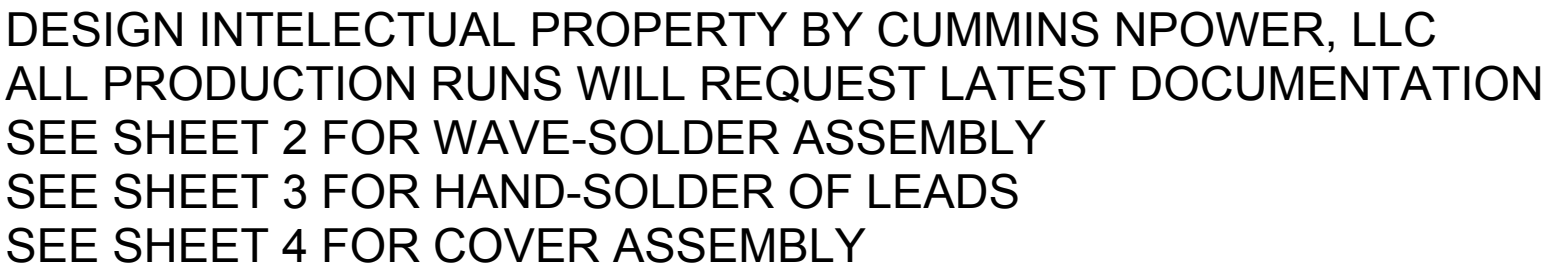 DESIGN INTELECTUAL PROPERTY BY CUMMINS NPOWER, LLC
ALL PRODUCTION RUNS WILL REQUEST LATEST DOCUMENTATION
SEE SHEET 2 FOR WAVE-SOLDER ASSEMBLY
SEE SHEET 3 FOR HAND-SOLDER OF LEADS
SEE SHEET 4 FOR COVER ASSEMBLY